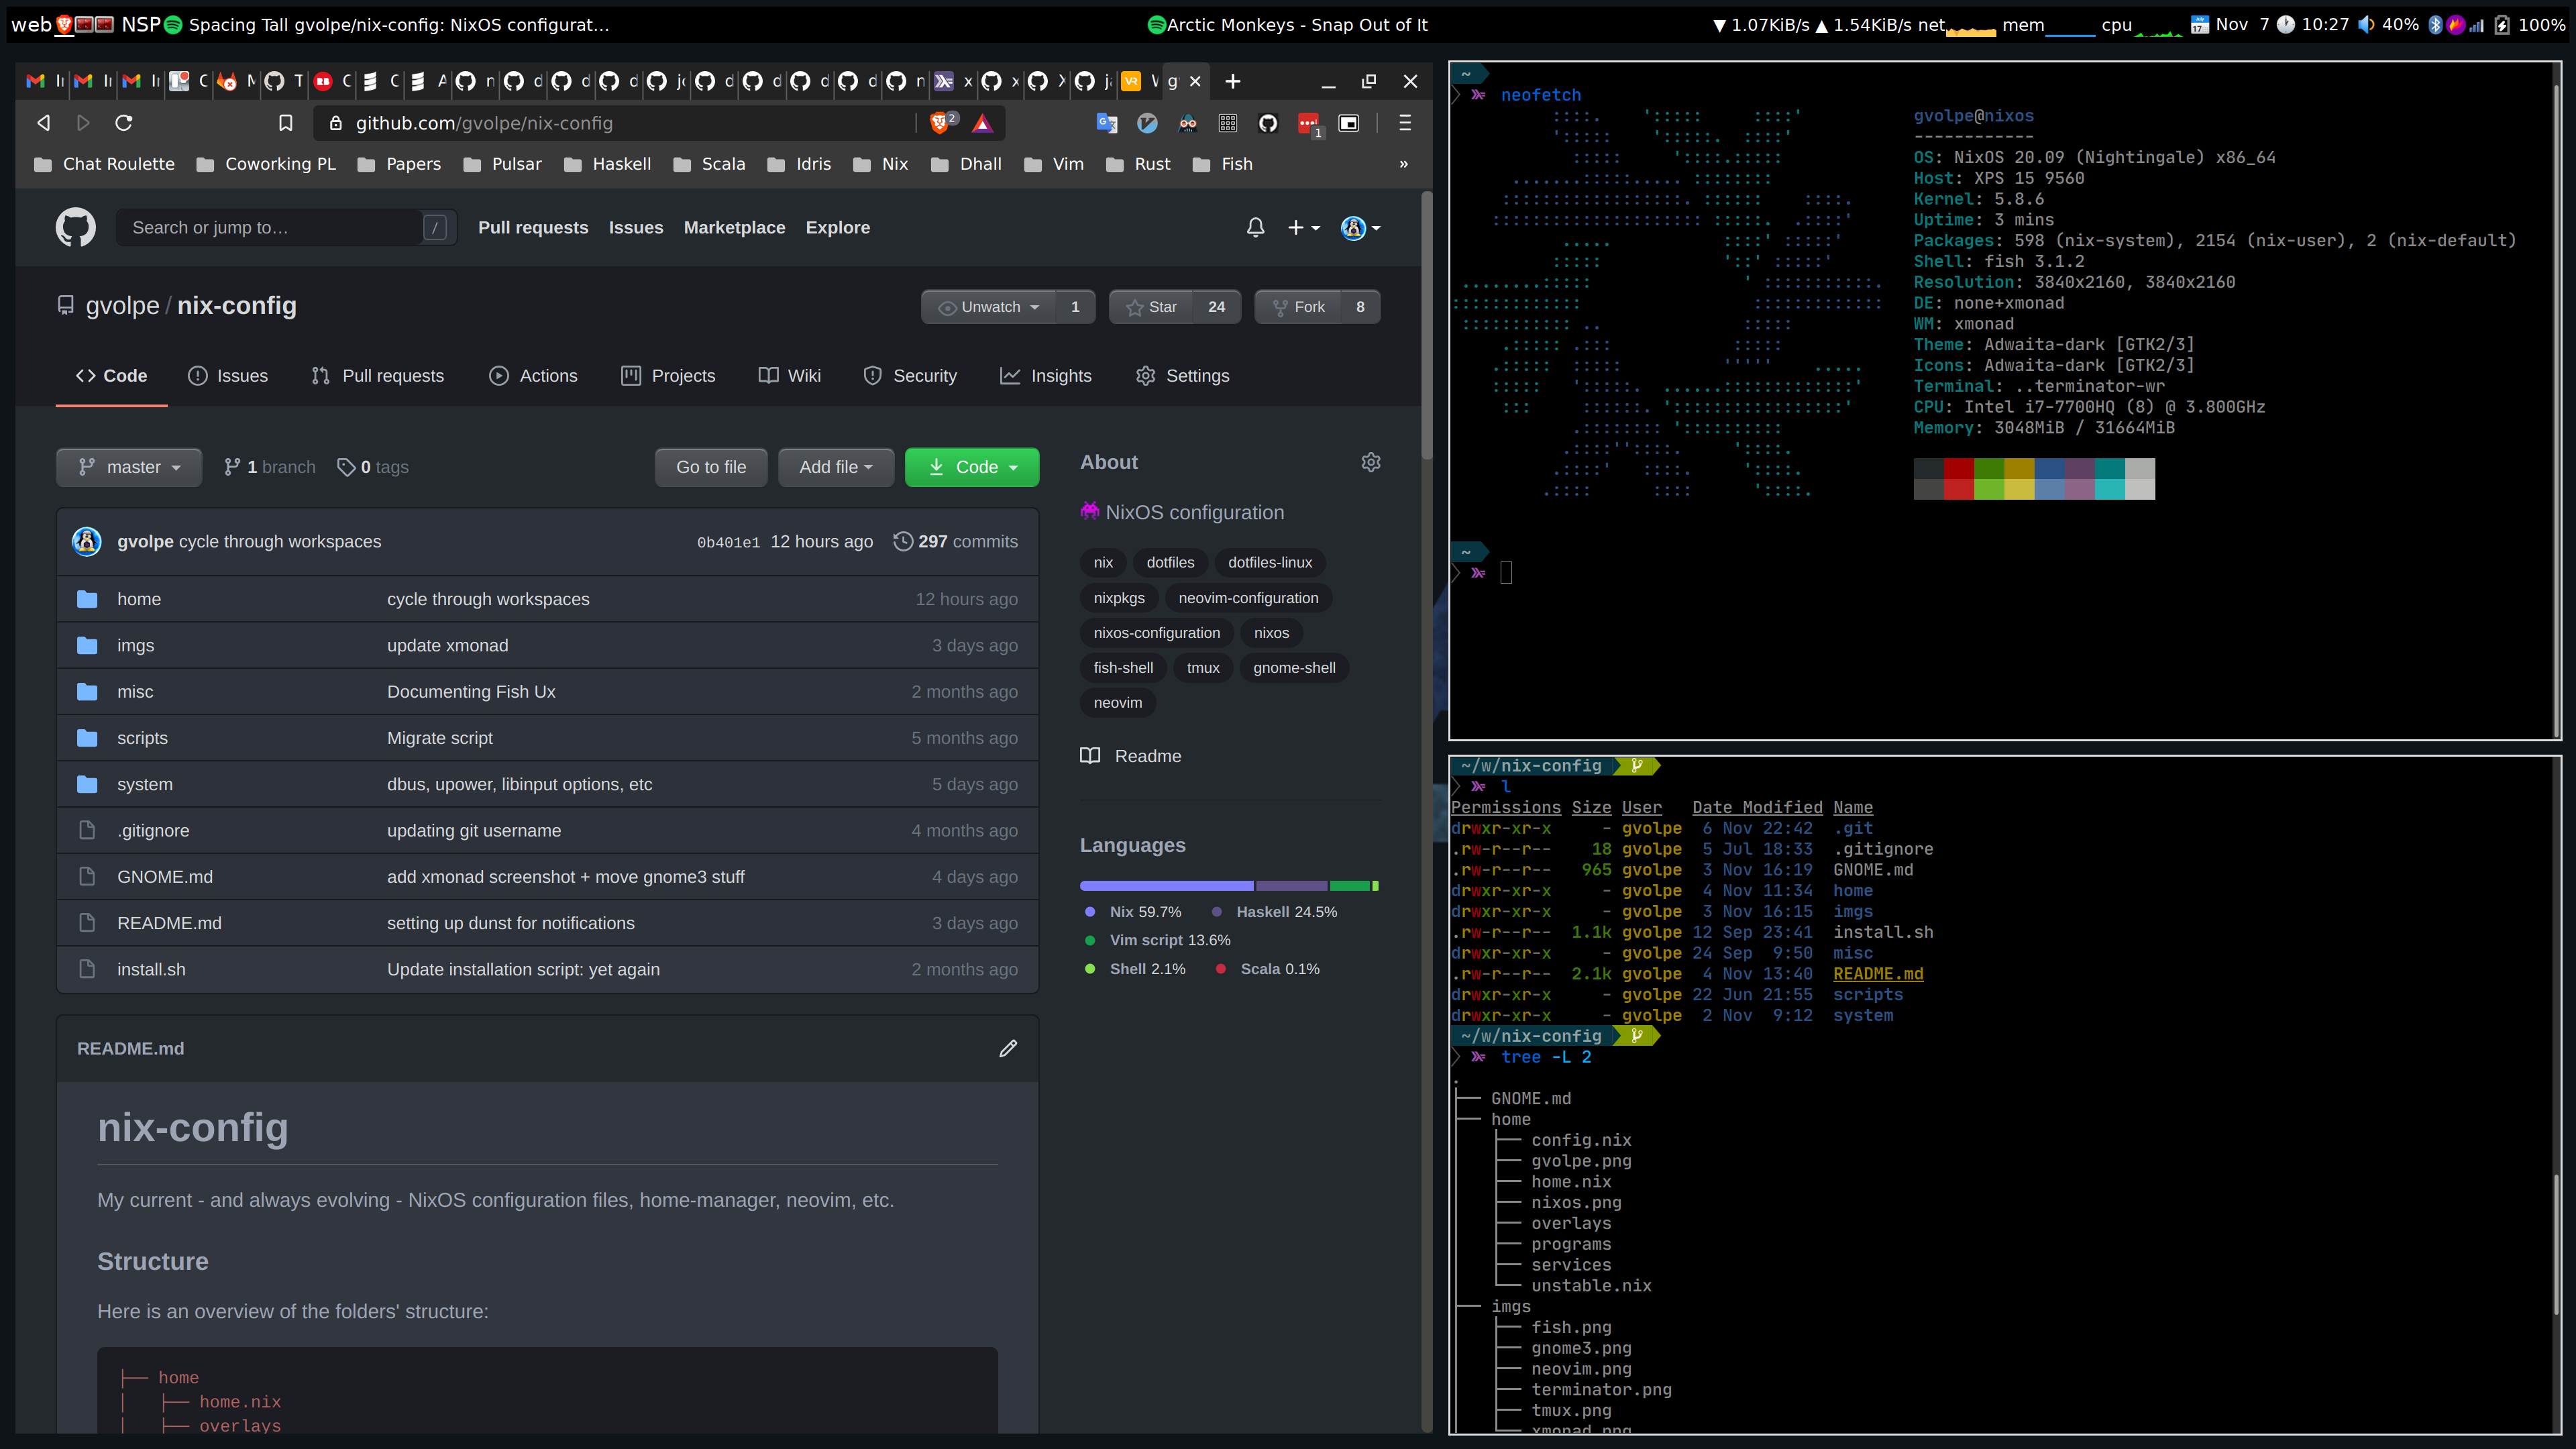 web NSP Spacing Tall gvolpe/nix-config: NixOS configurat...
Arctic Monkeys - Snap Out of It
▼ 1.07KiB/s ▲ 1.54KiB/s net mem cpu Nov 7 10:27 40% 100%
github.com/gvolpe/nix-config
2
1
Chat Roulette Coworking PL Papers Pulsar Haskell Scala Idris Nix Dhall Vim Rust Fish »
Search or jump to… /
Pull requests Issues Marketplace Explore
gvolpe / nix-config
Unwatch 1 Star 24 Fork 8
Code Issues Pull requests Actions Projects Wiki Security Insights Settings
master 1 branch 0 tags Go to file Add file Code
gvolpe cycle through workspaces 0b401e1 12 hours ago 297 commits
home cycle through workspaces 12 hours ago
imgs update xmonad 3 days ago
misc Documenting Fish Ux 2 months ago
scripts Migrate script 5 months ago
system dbus, upower, libinput options, etc 5 days ago
.gitignore updating git username 4 months ago
GNOME.md add xmonad screenshot + move gnome3 stuff 4 days ago
README.md setting up dunst for notifications 3 days ago
install.sh Update installation script: yet again 2 months ago
README.md
nix-config
My current - and always evolving - NixOS configuration files, home-manager, neovim, etc.
Structure
Here is an overview of the folders' structure:
├── home
│   ├── home.nix
│   ├── overlays
About
NixOS configuration
nix dotfiles dotfiles-linux
nixpkgs neovim-configuration
nixos-configuration nixos
fish-shell tmux gnome-shell
neovim
Readme
Languages
Nix 59.7% Haskell 24.5%
Vim script 13.6%
Shell 2.1% Scala 0.1%
~
neofetch
gvolpe@nixos
------------
OS: NixOS 20.09 (Nightingale) x86_64
Host: XPS 15 9560
Kernel: 5.8.6
Uptime: 3 mins
Packages: 598 (nix-system), 2154 (nix-user), 2 (nix-default)
Shell: fish 3.1.2
Resolution: 3840x2160, 3840x2160
DE: none+xmonad
WM: xmonad
Theme: Adwaita-dark [GTK2/3]
Icons: Adwaita-dark [GTK2/3]
Terminal: ..terminator-wr
CPU: Intel i7-7700HQ (8) @ 3.800GHz
Memory: 3048MiB / 31664MiB
~
~/w/nix-config
l
Permissions Size User Date Modified Name
drwxr-xr-x - gvolpe 6 Nov 22:42 .git
.rw-r--r-- 18 gvolpe 5 Jul 18:33 .gitignore
.rw-r--r-- 965 gvolpe 3 Nov 16:19 GNOME.md
drwxr-xr-x - gvolpe 4 Nov 11:34 home
drwxr-xr-x - gvolpe 3 Nov 16:15 imgs
.rw-r--r-- 1.1k gvolpe 12 Sep 23:41 install.sh
drwxr-xr-x - gvolpe 24 Sep 9:50 misc
.rw-r--r-- 2.1k gvolpe 4 Nov 13:40 README.md
drwxr-xr-x - gvolpe 22 Jun 21:55 scripts
drwxr-xr-x - gvolpe 2 Nov 9:12 system
~/w/nix-config
tree -L 2
.
├── GNOME.md
├── home
│   ├── config.nix
│   ├── gvolpe.png
│   ├── home.nix
│   ├── nixos.png
│   ├── overlays
│   ├── programs
│   ├── services
│   └── unstable.nix
├── imgs
│   ├── fish.png
│   ├── gnome3.png
│   ├── neovim.png
│   ├── terminator.png
│   ├── tmux.png
│   └── xmonad.png